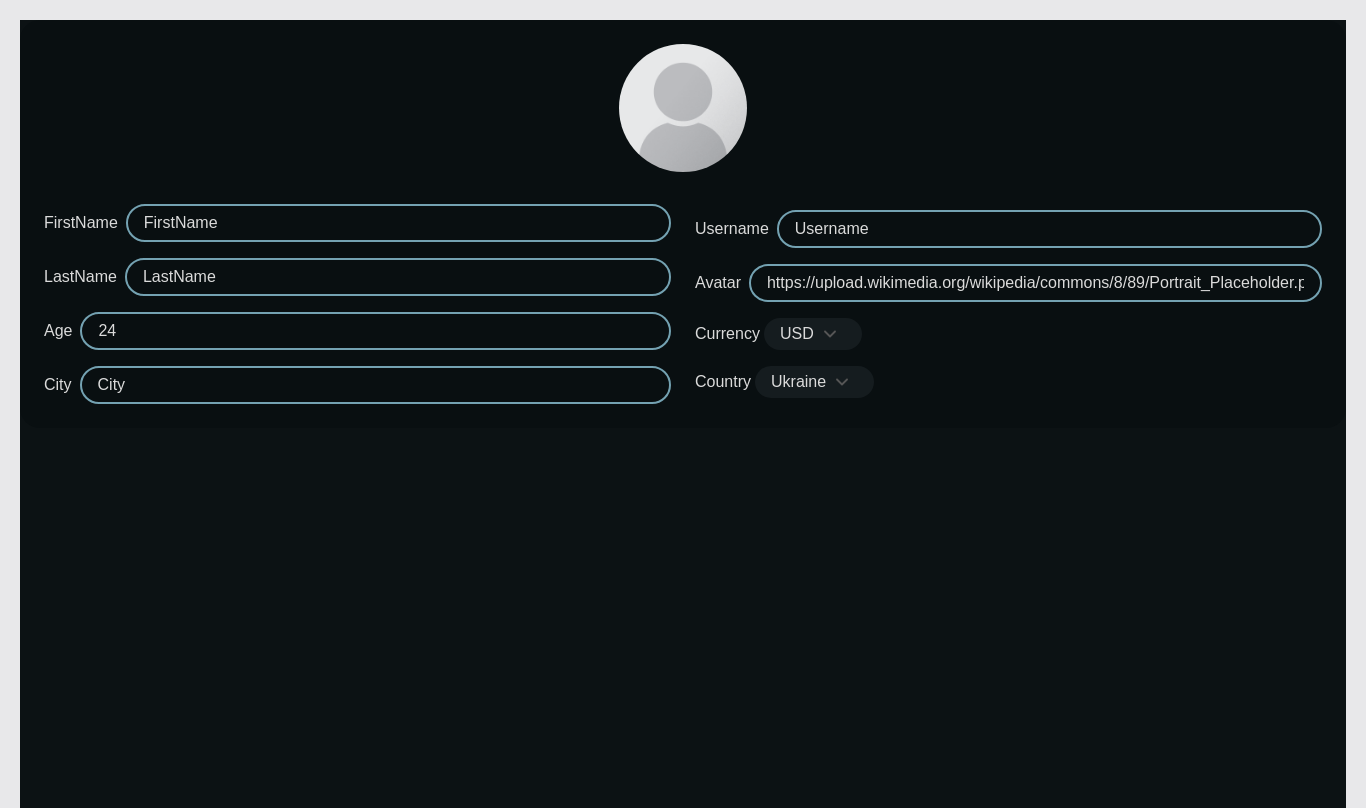 FirstName FirstName
LastName LastName
Age 24
City City
Username Username
Avatar https://upload.wikimedia.org/wikipedia/commons/8/89/Portrait_Placeholder.p
Currency USD
Country Ukraine